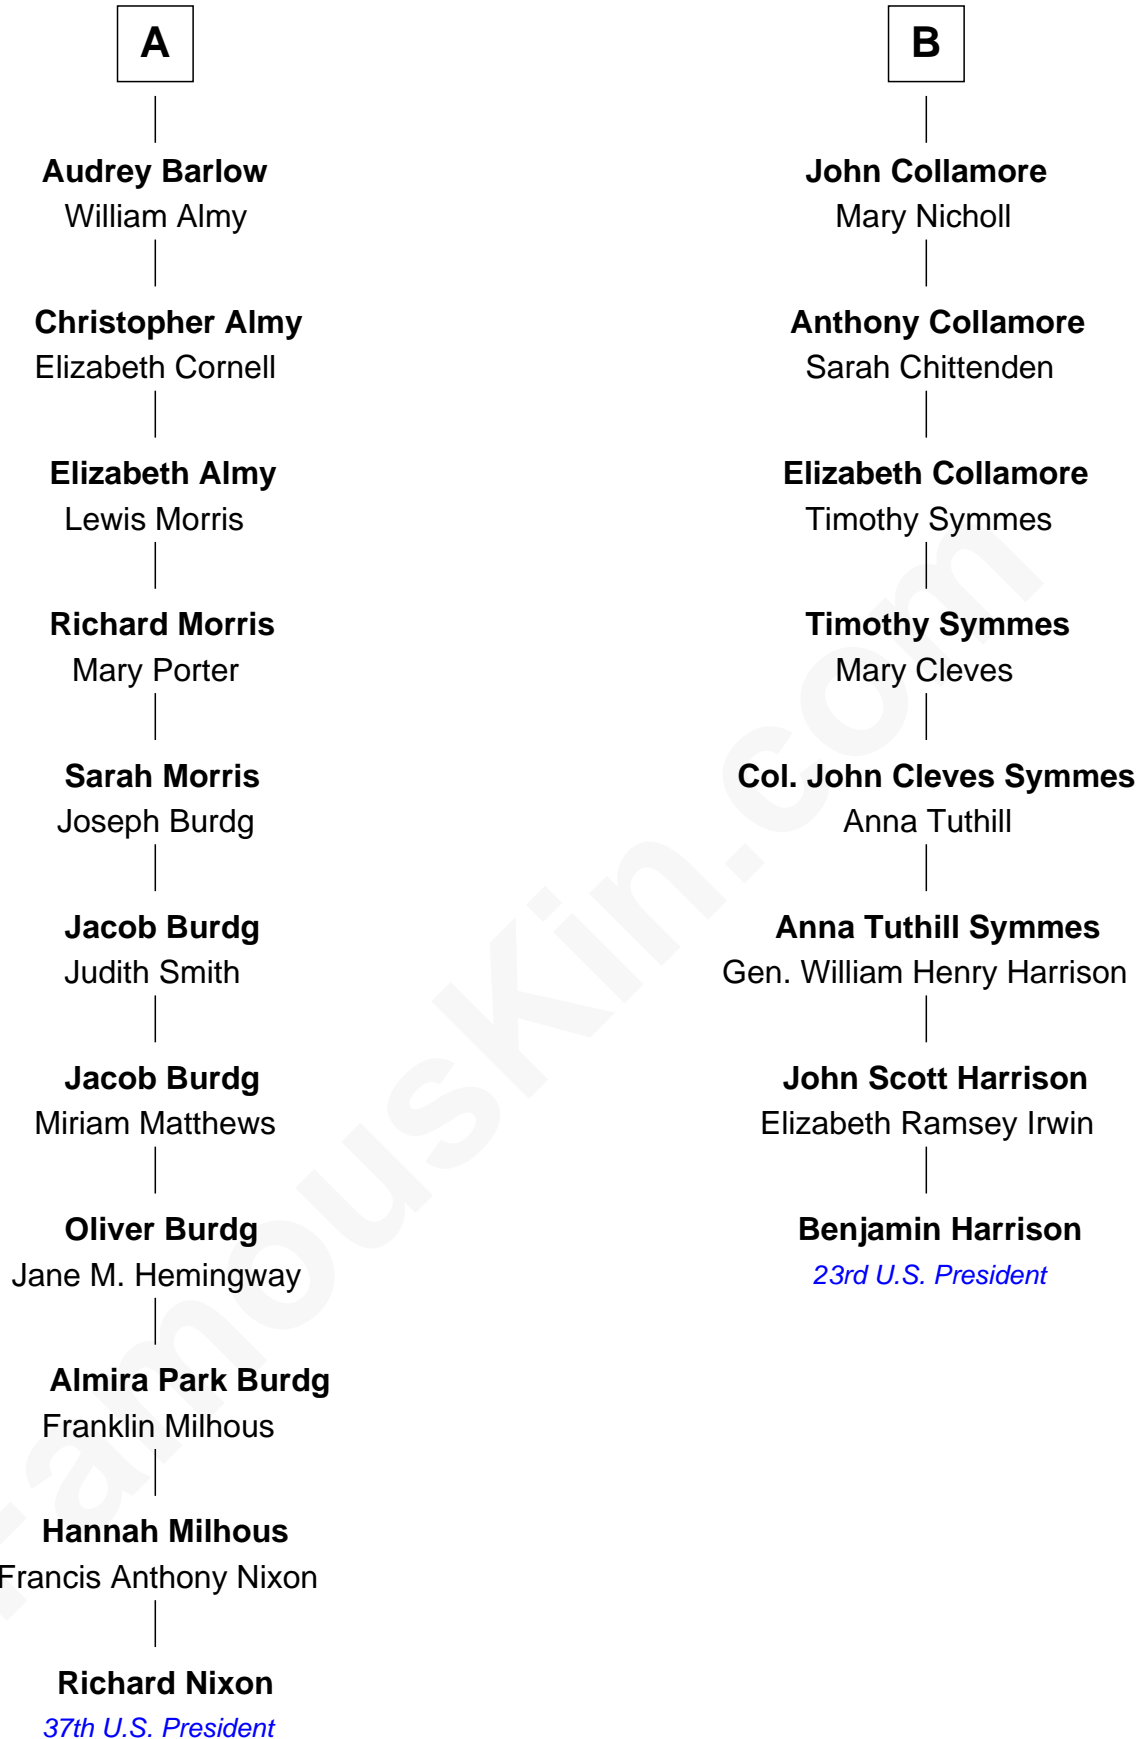 A
Audrey Barlow
William Almy
Christopher Almy
Elizabeth Cornell
Elizabeth Almy
Lewis Morris
Richard Morris
Mary Porter
Sarah Morris
Joseph Burdg
Jacob Burdg
Judith Smith
Jacob Burdg
Miriam Matthews
Oliver Burdg
Jane M. Hemingway
Almira Park Burdg
Franklin Milhous
Hannah Milhous
Francis Anthony Nixon
Richard Nixon
37th U.S. President
B
John Collamore
Mary Nicholl
Anthony Collamore
Sarah Chittenden
Elizabeth Collamore
Timothy Symmes
Timothy Symmes
Mary Cleves
Col. John Cleves Symmes
Anna Tuthill
Anna Tuthill Symmes
Gen. William Henry Harrison
John Scott Harrison
Elizabeth Ramsey Irwin
Benjamin Harrison
23rd U.S. President
FamousKin.com